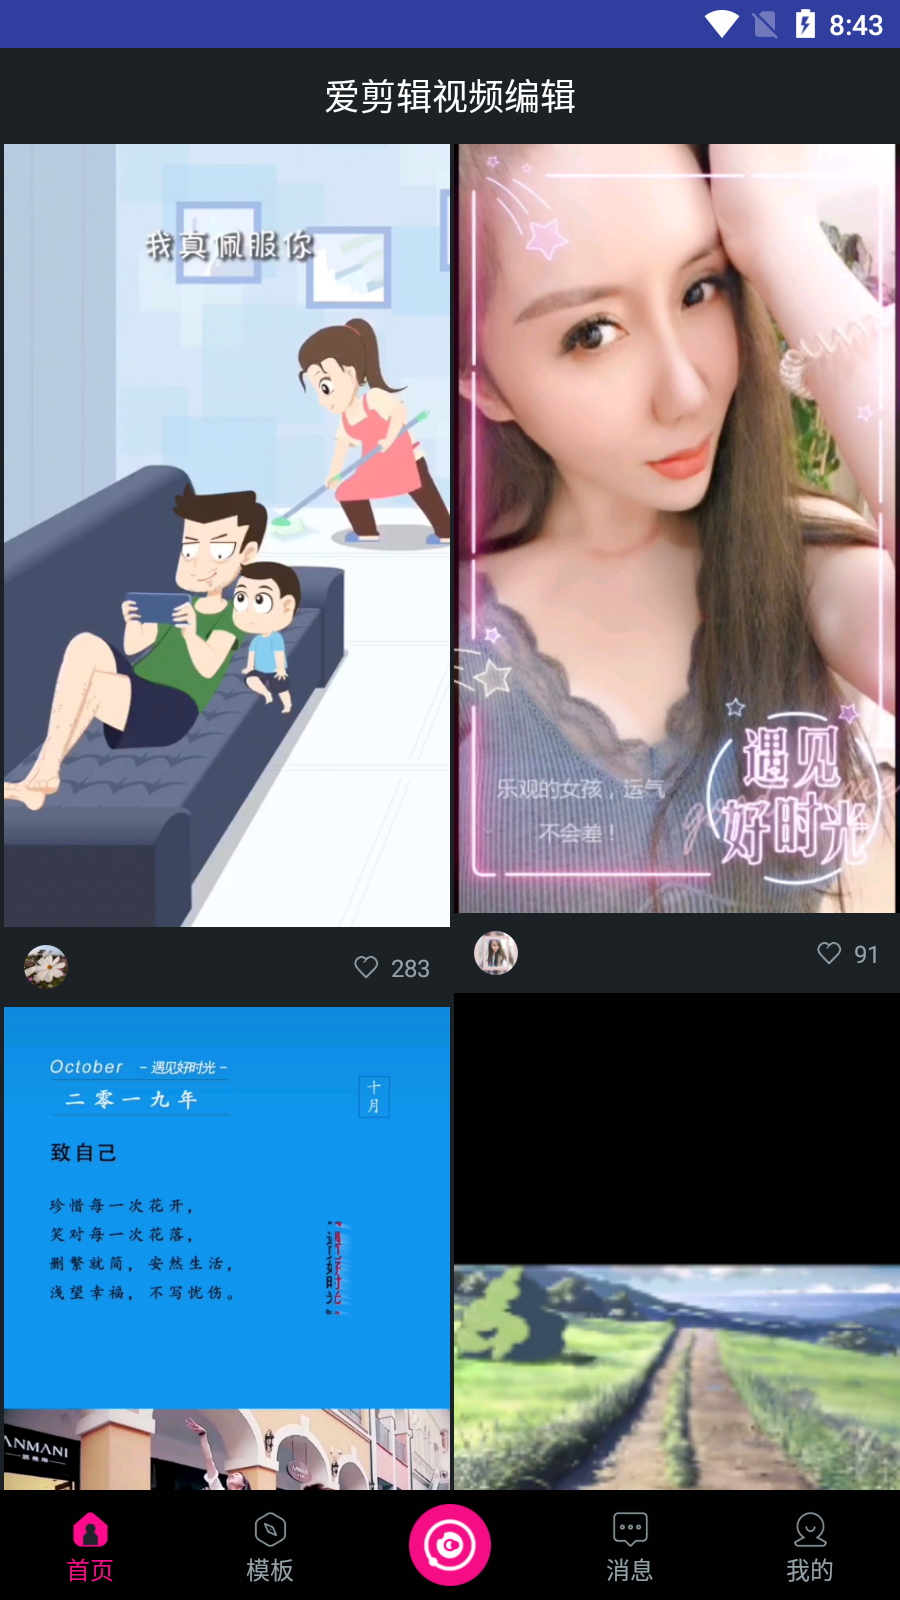 8:43
爱剪辑视频编辑
我真佩服你
乐观的女孩，运气
不会差！
遇见
好时光
283
91
October
-遇见好时光-
二零一九年
十
月
致自己
珍惜每一次花开，
笑对每一次花落，
删繁就简，安然生活，
浅望幸福，不写忧伤。
遇见好时光
ANMANI
首页
模板
消息
我的